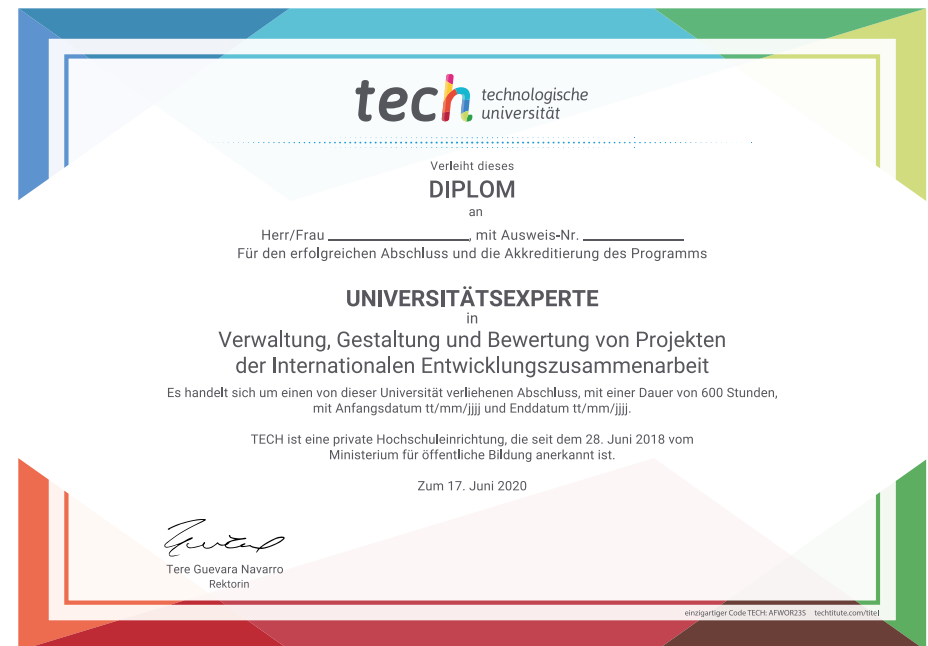 tech technologische
universität
Verleiht dieses
DIPLOM
an
Herr/Frau ____________________, mit Ausweis-Nr. ______________
Für den erfolgreichen Abschluss und die Akkreditierung des Programms
UNIVERSITÄTSEXPERTE
in
Verwaltung, Gestaltung und Bewertung von Projekten
der Internationalen Entwicklungszusammenarbeit
Es handelt sich um einen von dieser Universität verliehenen Abschluss, mit einer Dauer von 600 Stunden,
mit Anfangsdatum tt/mm/jjjj und Enddatum tt/mm/jjjj.
TECH ist eine private Hochschuleinrichtung, die seit dem 28. Juni 2018 vom
Ministerium für öffentliche Bildung anerkannt ist.
Zum 17. Juni 2020
Tere Guevara Navarro
Rektorin
einzigartiger Code TECH: AFWOR23S techtitute.com/titel